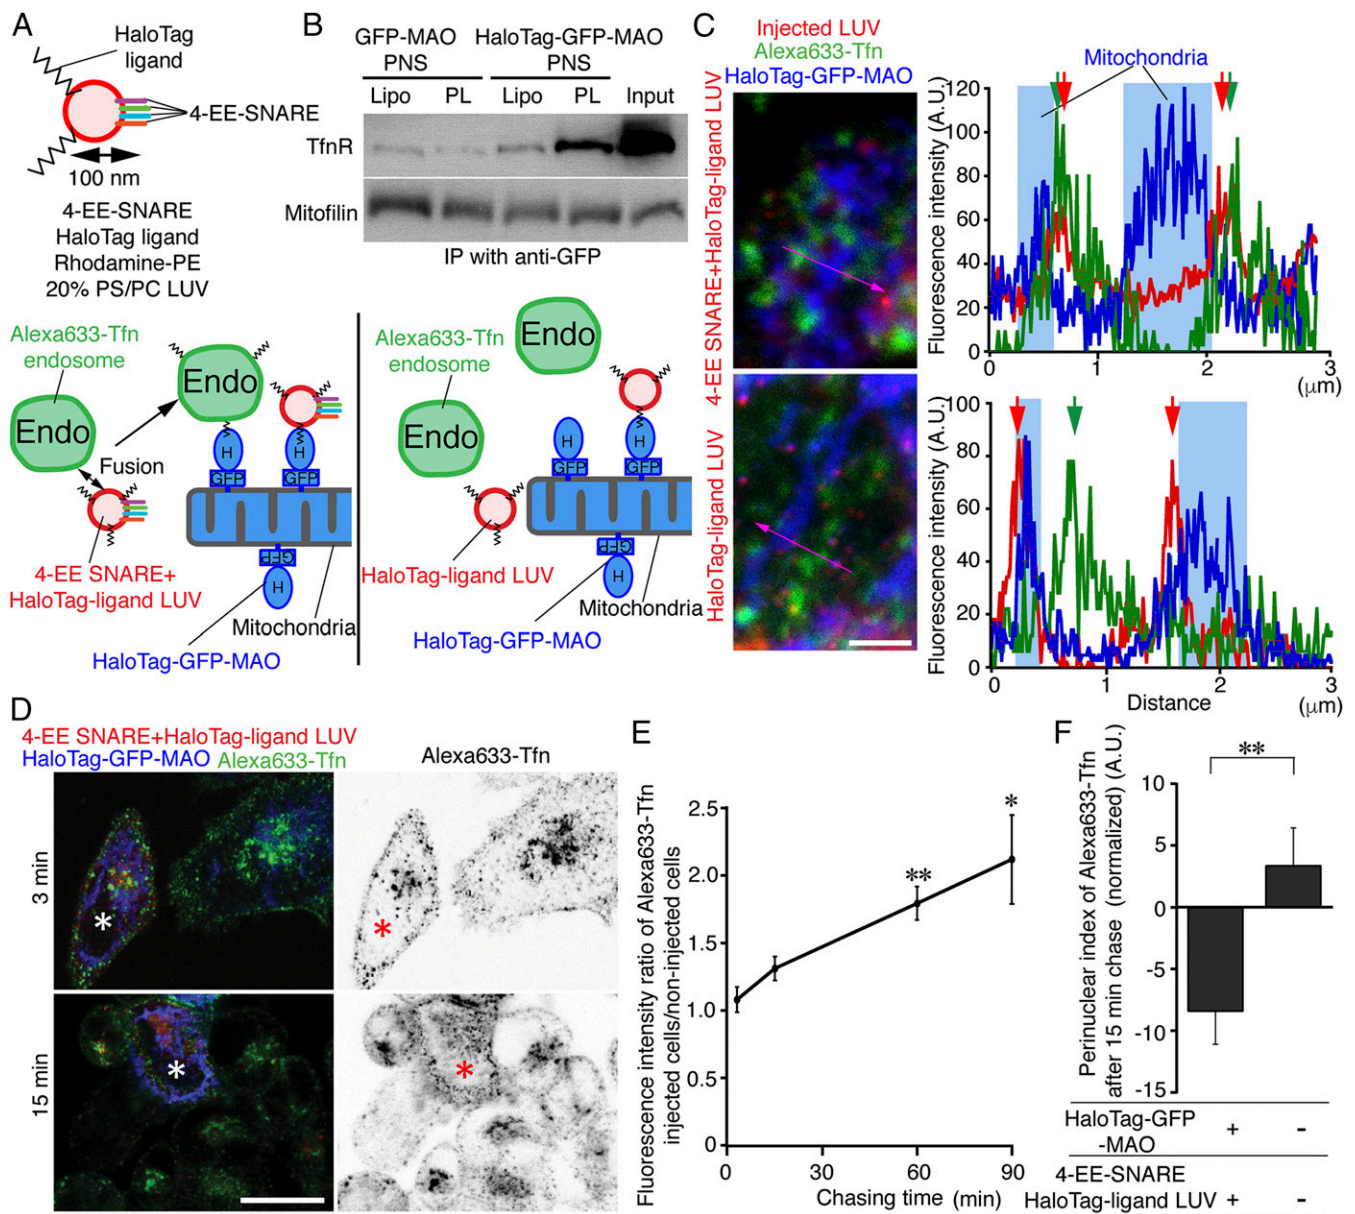 A
HaloTag
ligand
4-EE-SNARE
100 nm
4-EE-SNARE
HaloTag ligand
Rhodamine-PE
20% PS/PC LUV
B
GFP-MAO
PNS
HaloTag-GFP-MAO
PNS
Lipo
PL
Lipo
PL
Input
TfnR
Mitofilin
IP with anti-GFP
Alexa633-Tfn
endosome
Endo
Endo
Fusion
H
GFP
H
GFP
GFP
H
4-EE SNARE+
HaloTag-ligand LUV
Mitochondria
HaloTag-GFP-MAO
Alexa633-Tfn
endosome
Endo
Endo
H
GFP
H
GFP
GFP
H
HaloTag-ligand LUV
Mitochondria
HaloTag-GFP-MAO
C
Injected LUV
Alexa633-Tfn
HaloTag-GFP-MAO
4-EE SNARE+HaloTag-ligand LUV
HaloTag-ligand LUV
Mitochondria
Fluorescence intensity (A.U.)
120
100
80
60
40
20
0
0
1
2
3
(μm)
Fluorescence intensity (A.U.)
100
80
60
40
20
0
0
1
2
3
Distance
(μm)
D
4-EE SNARE+HaloTag-ligand LUV
HaloTag-GFP-MAO Alexa633-Tfn
Alexa633-Tfn
3 min
*
*
15 min
*
*
E
Fluorescence intensity ratio of Alexa633-Tfn
injected cells/non-injected cells
2.5
2.0
1.5
1.0
0.5
0
0
30
60
90
**
*
Chasing time (min)
F
Perinuclear index of Alexa633-Tfn
after 15 min chase (normalized) (A.U.)
**
10
5
0
-5
-10
-15
HaloTag-GFP
-MAO
+
-
4-EE-SNARE
HaloTag-ligand LUV
+
-